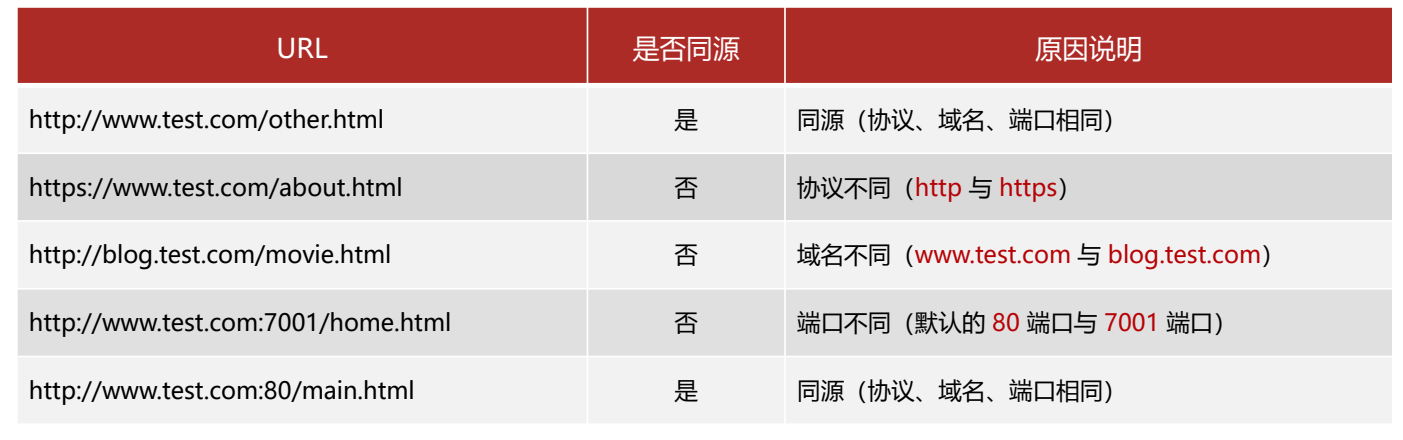 URL 是否同源 原因说明
http://www.test.com/other.html 是 同源（协议、域名、端口相同）
https://www.test.com/about.html 否 协议不同（http 与 https）
http://blog.test.com/movie.html 否 域名不同（www.test.com 与 blog.test.com）
http://www.test.com:7001/home.html 否 端口不同（默认的 80 端口与 7001 端口）
http://www.test.com:80/main.html 是 同源（协议、域名、端口相同）